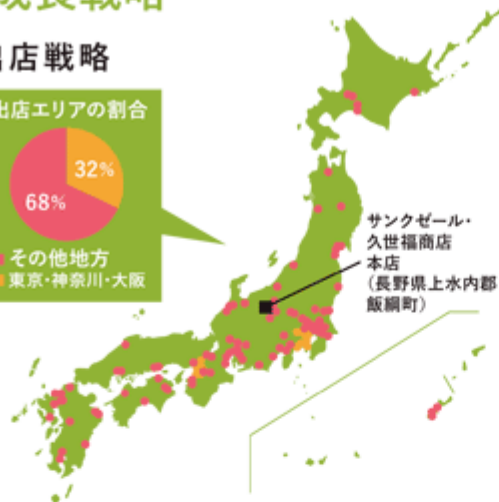 成長戦略
出店戦略
出店エリアの割合
32%
68%
その他地方
東京・神奈川・大阪
サンクゼール・
久世福商店
本店
（長野県上水内郡
飯綱町）